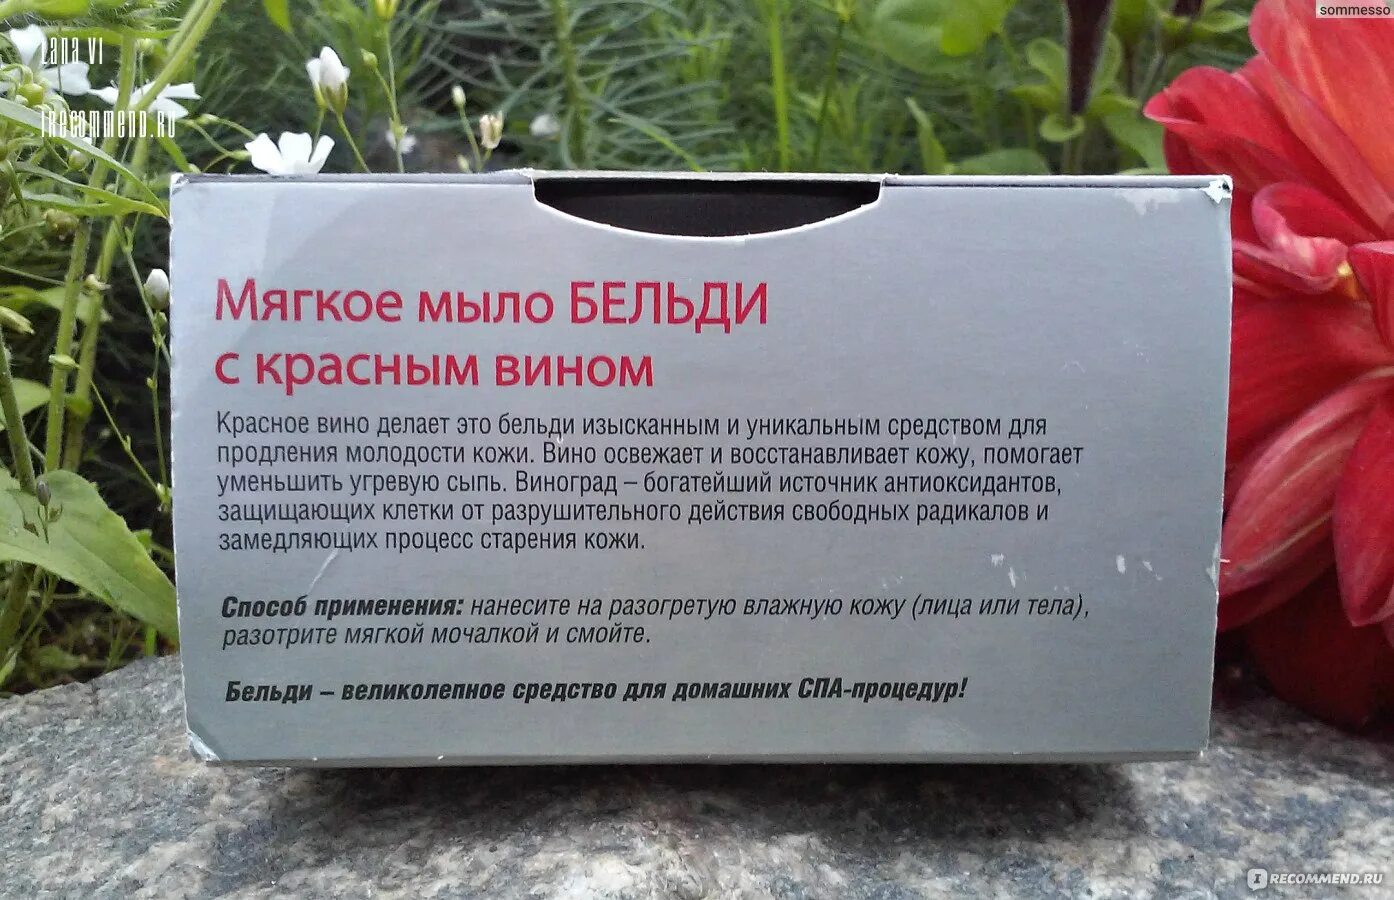 sommesso
Lana Vi
irecommend.ru
Мягкое мыло БЕЛЬДИ
с красным вином
Красное вино делает это бельди изысканным и уникальным средством для
продления молодости кожи. Вино освежает и восстанавливает кожу, помогает
уменьшить угревую сыпь. Виноград – богатейший источник антиоксидантов,
защищающих клетки от разрушительного действия свободных радикалов и
замедляющих процесс старения кожи.
Способ применения: нанесите на разогретую влажную кожу (лица или тела),
разотрите мягкой мочалкой и смойте.
Бельди – великолепное средство для домашних СПА-процедур!
IRECOMMEND.RU